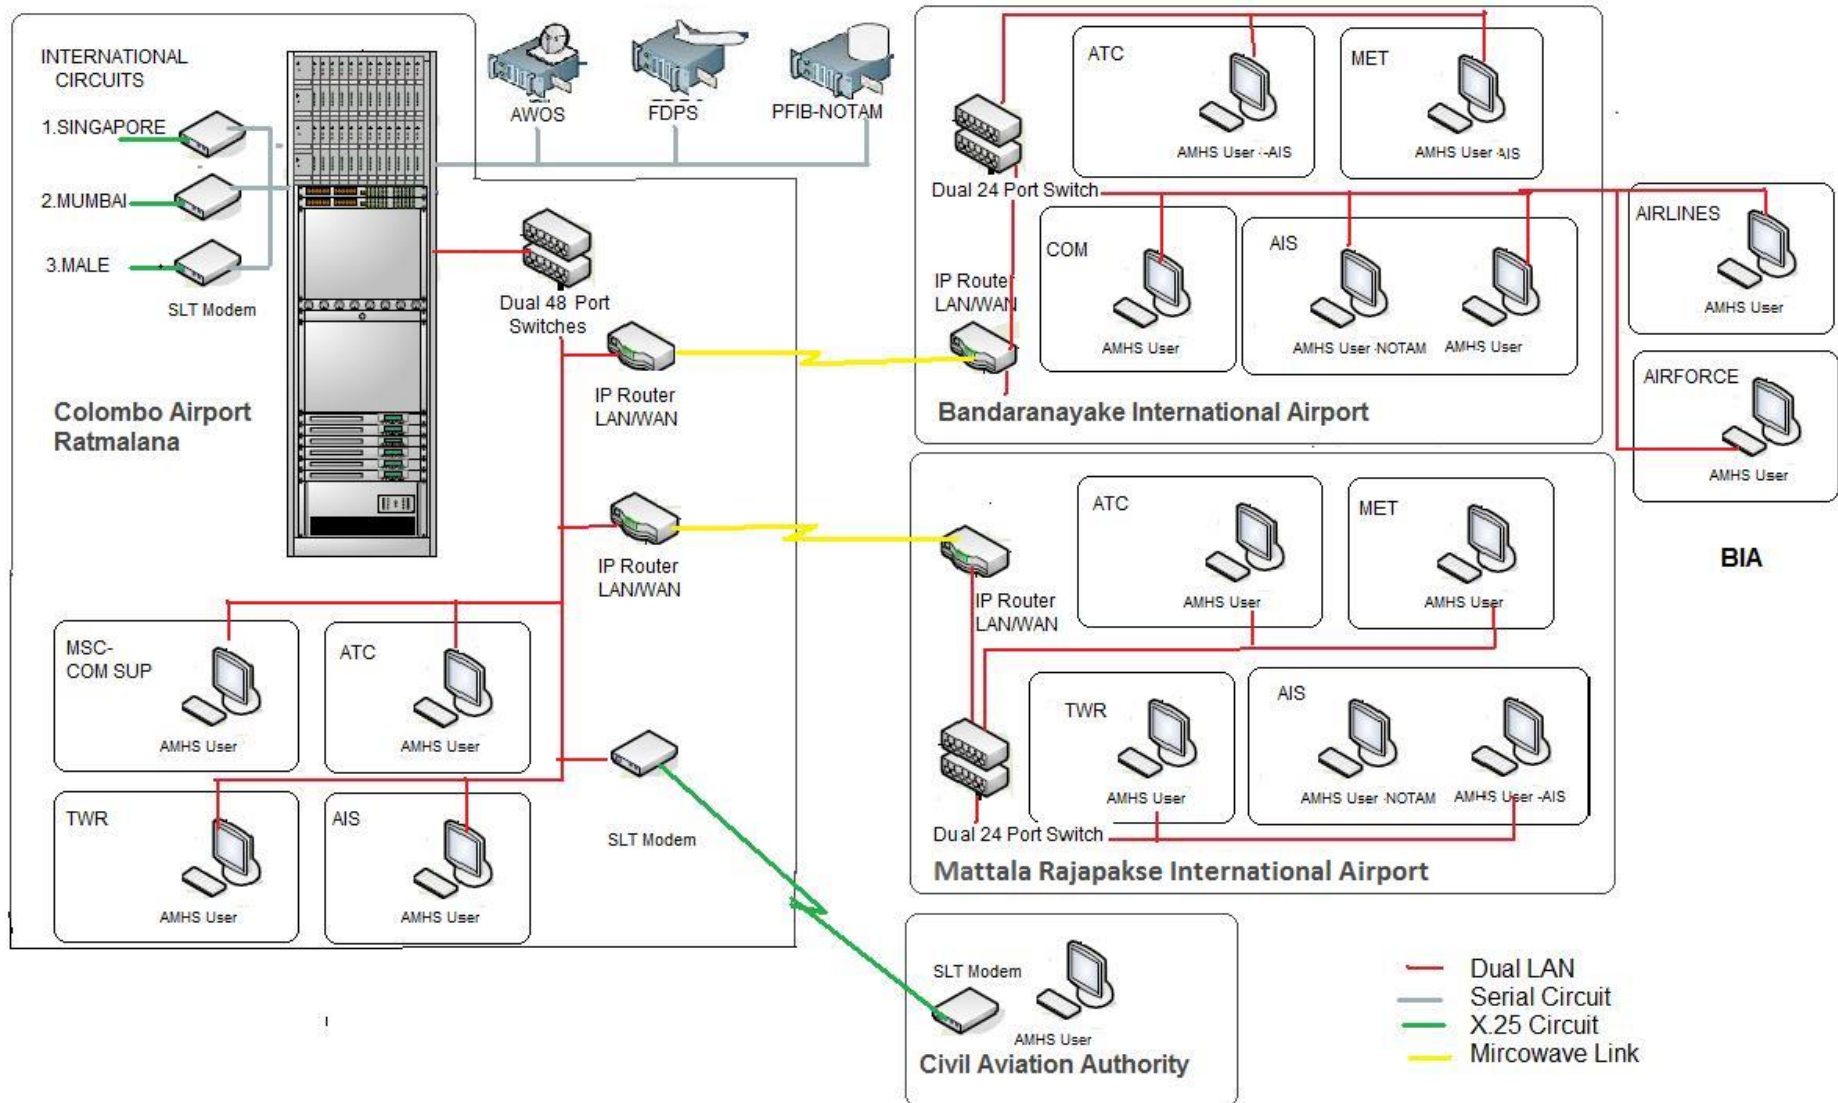 INTERNATIONAL
CIRCUITS
1.SINGAPORE
2.MUMBAI
3.MALE
SLT Modem
Colombo Airport
Ratmalana
AWOS
FDPS
PFIB-NOTAM
Dual 48 Port
Switches
IP Router
LAN/WAN
IP Router
LAN/WAN
MSC-
COM SUP
AMHS User
ATC
AMHS User
TWR
AMHS User
AIS
AMHS User
SLT Modem
ATC
AMHS User -AIS
MET
AMHS User AIS
Dual 24 Port Switch
COM
AMHS User
AIS
AMHS User -NOTAM
AMHS User
IP Router
LAN/WAN
Bandaranayake International Airport
AIRLINES
AMHS User
AIRFORCE
AMHS User
BIA
ATC
AMHS User
MET
AMHS User
IP Router
LAN/WAN
TWR
AMHS User
AIS
AMHS User -NOTAM
AMHS User -AIS
Dual 24 Port Switch
Mattala Rajapakse International Airport
SLT Modem
AMHS User
Civil Aviation Authority
Dual LAN
Serial Circuit
X.25 Circuit
Mircowave Link